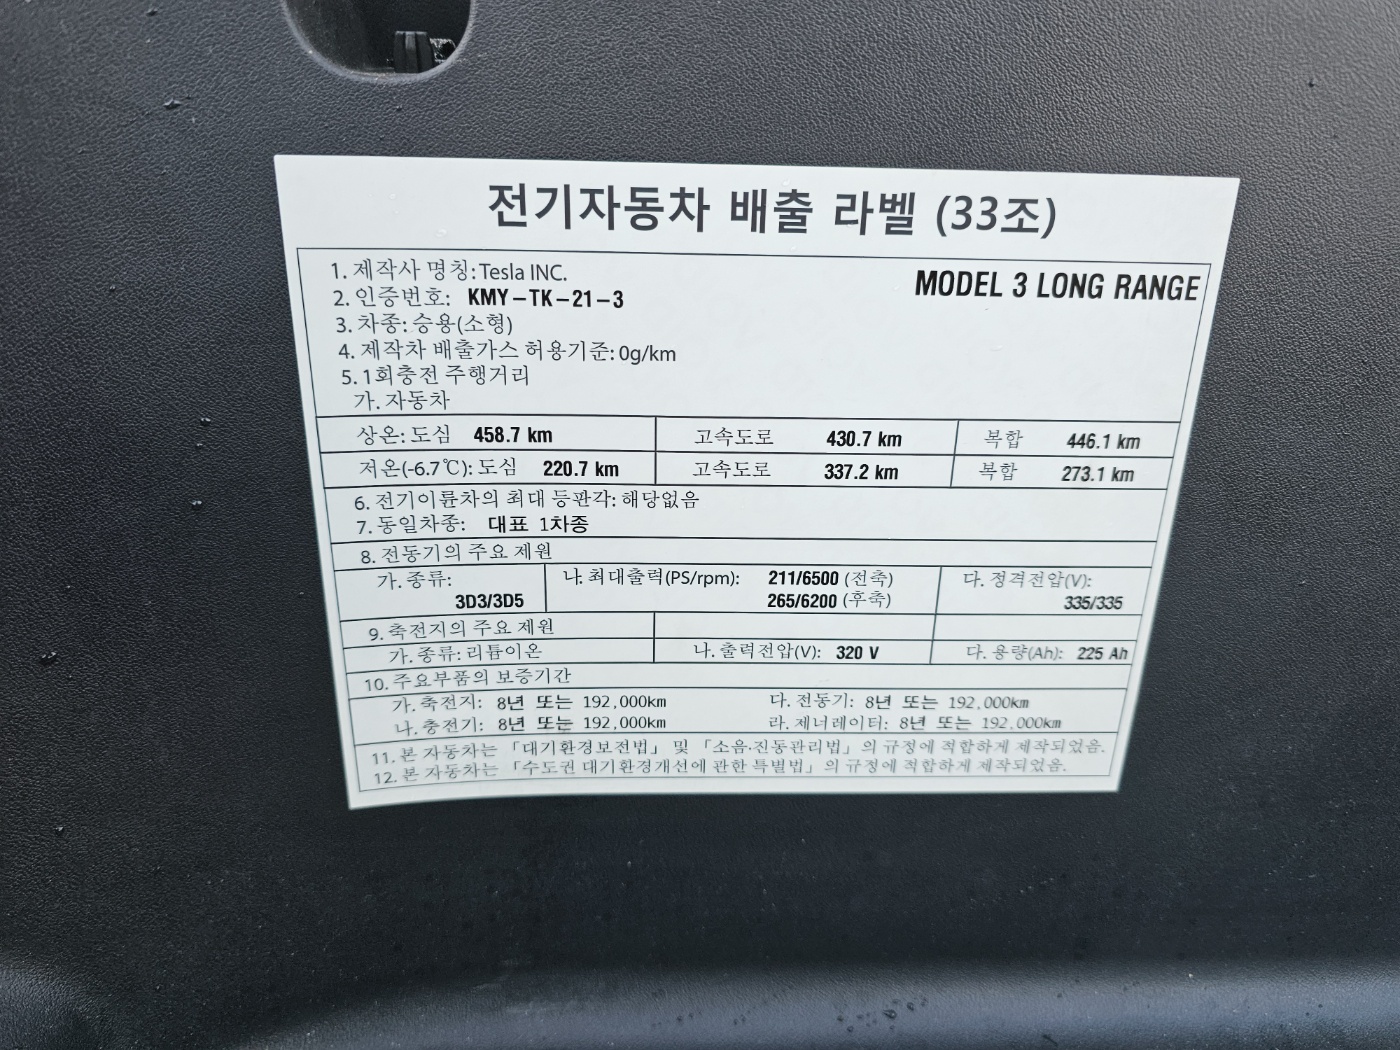 전기자동차 배출 라벨 (33조)
1. 제작사 명칭: Tesla INC.
MODEL 3 LONG RANGE
2. 인증번호: KMY-TK-21-3
3. 차종: 승용(소형)
4. 제작차 배출가스 허용기준: 0g/km
5. 1회충전 주행거리
가. 자동차
상온: 도심 458.7 km 고속도로 430.7 km 복합 446.1 km
저온(-6.7℃): 도심 220.7 km 고속도로 337.2 km 복합 273.1 km
6. 전기이륜차의 최대 등판각: 해당없음
7. 동일차종: 대표 1차종
8. 전동기의 주요 제원
가. 종류: 나. 최대출력(PS/rpm): 211/6500 (전축) 다. 정격전압(V):
3D3/3D5 265/6200 (후축) 335/335
9. 축전지의 주요 제원
가. 종류: 리튬이온 나. 출력전압(V): 320 V 다. 용량(Ah): 225 Ah
10. 주요부품의 보증기간
가. 축전지: 8년 또는 192,000km 다. 전동기: 8년 또는 192,000km
나. 충전기: 8년 또는 192,000km 라. 제너레이터: 8년 또는 192,000km
11. 본 자동차는 「대기환경보전법」 및 「소음·진동관리법」의 규정에 적합하게 제작되었음.
12. 본 자동차는 「수도권 대기환경개선에 관한 특별법」의 규정에 적합하게 제작되었음.